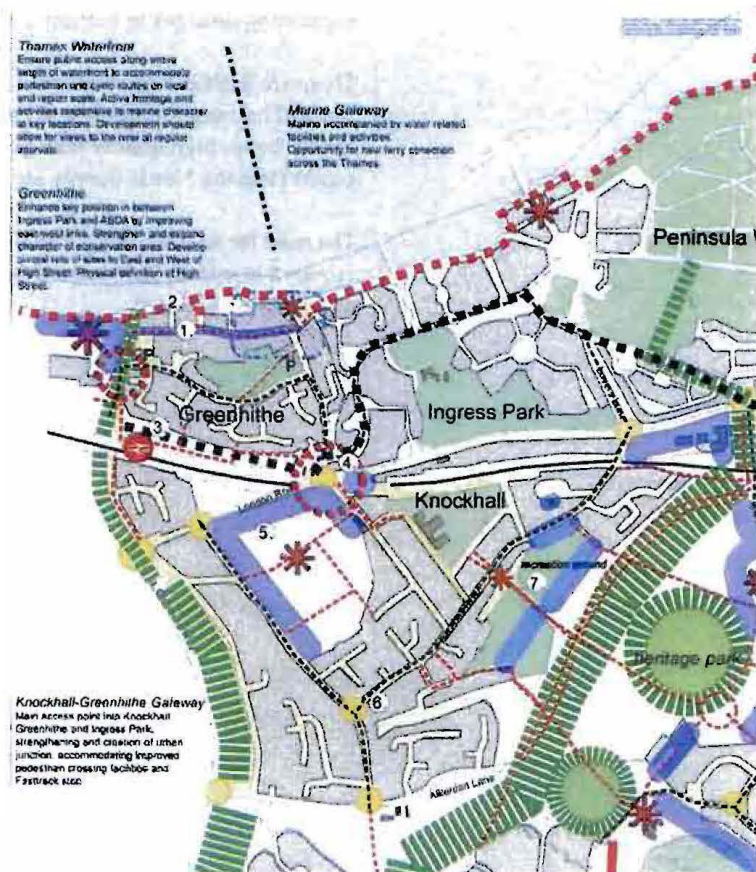 Thames Waterfront
Ensure public access along entire
length of waterfront to accommodate
pedestrian and cycle routes on local
and region scale. Active frontage and
activities responsive to marine character
at key locations. Development should
allow for views to the river at regular
intervals.
Marine Gateway
Marina accompanied by water related
facilities and activities.
Opportunity for new ferry connection
across the Thames
Greenhithe
Enhance key position in between
Ingress Park and ASDA by improving
east-west links. Strengthen and expand
character of conservation area. Develop
pivotal role of sites to East and West of
High Street. Physical definition of High
Street.
Peninsula
2
1
P
P
Greenhithe
Ingress Park
3
4
Knockhall
London
5.
recreation ground
7
heritage park
6
Knockhall-Greenhithe Gateway
Main access point into Knockhall
Greenhithe and Ingress Park,
strengthening and creation of urban
junction, accommodating improved
pedestrian crossing facilities and
Fasttrack stop
Lane